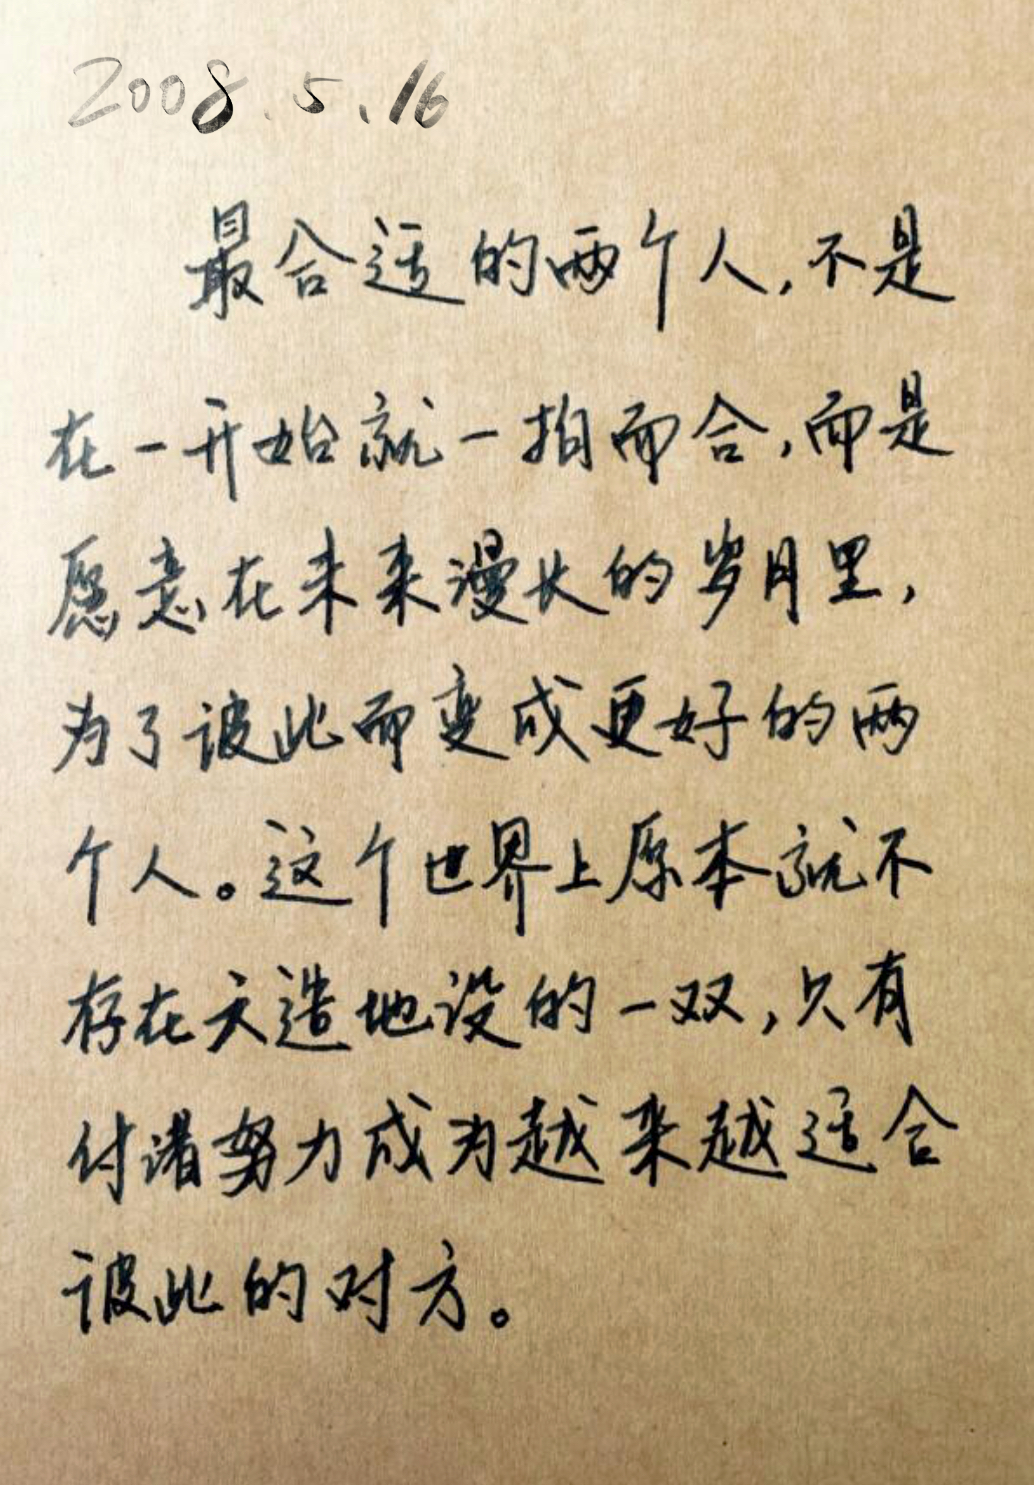 2008.5.16
最合适的两个人,不是
在一开始就一拍而合,而是
愿意在未来漫长的岁月里,
为了彼此而变成更好的两
个人。这个世界上原本就不
存在天造地设的一双,只有
付诸努力成为越来越适合
彼此的对方。